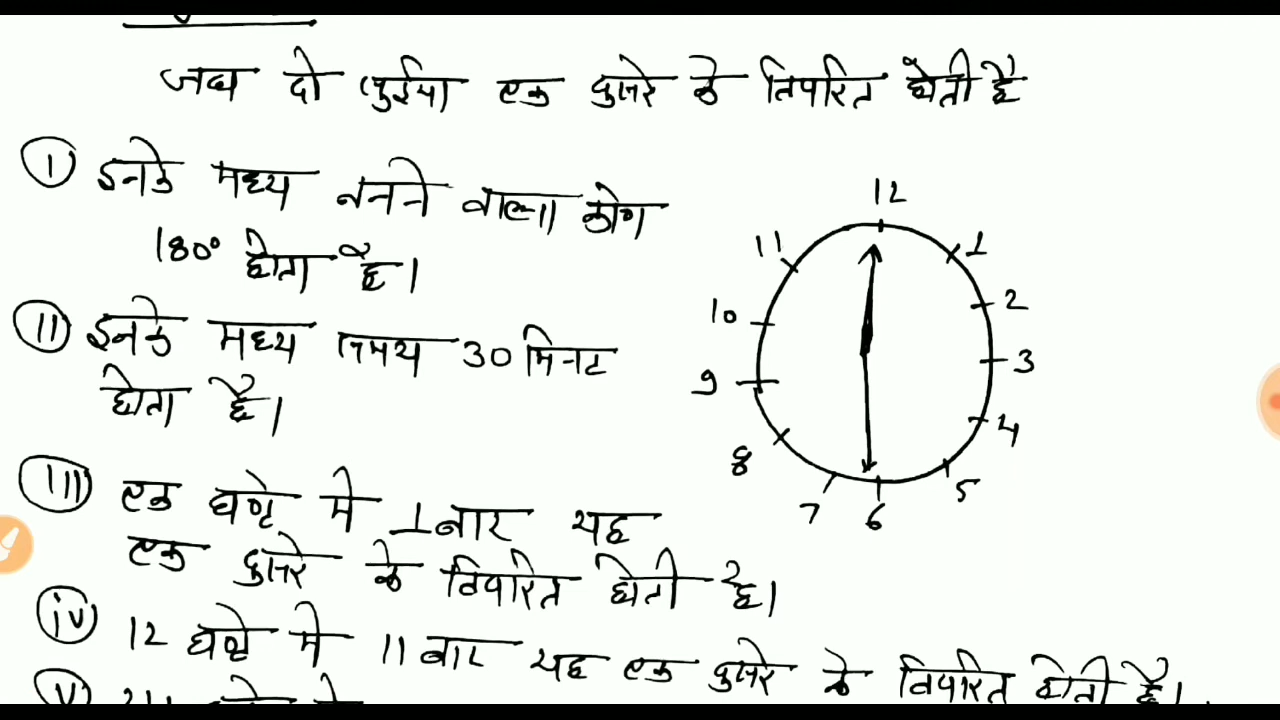 जब दो सुईया एक दुसरे के विपरित होती है
i इनके मध्य बनने वाला कोण
180° होता है।
ii इनके मध्य समय 30 मिनट
होता है।
iii एक घण्टे मे 1 बार यह
एक दुसरे के विपरित होती है।
iv 12 घण्टे मे 11 बार यह एक दुसरे के विपरित होती है।
v
12
11 1
10 2
9 3
8 4
7 6 5